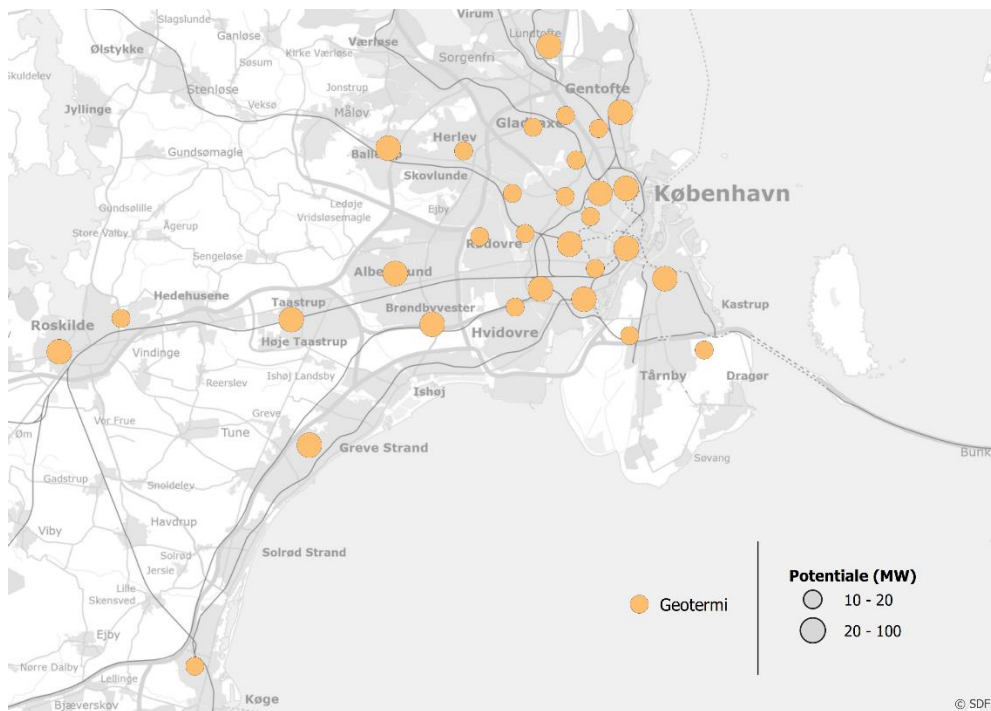 Slagslunde
Ganløse
Værløse
Virum
Lundtofte
Ølstykke
Kirke Værløse
Sorgenfri
Søsum
Skuldelev
Stenløse
Jonstrup
Gentofte
Veksø
Måløv
Jyllinge
Gladsaxe
Herlev
Gundsømagle
Ballerup
Skovlunde
København
Gundsølille
Ledøje
Ejby
Vridsløsemagle
Store Valby
Ågerup
Rødovre
Sengeløse
Albertslund
Hedehusene
Taastrup
Brøndbyvester
Kastrup
Roskilde
Høje Taastrup
Hvidovre
Vindinge
Ishøj Landsby
Tårnby
Dragør
Reerslev
Ishøj
Greve
Vor Frue
Øm
Tune
Greve Strand
Søvang
Bunk
Gadstrup
Snoldelev
Havdrup
Viby
Solrød
Solrød Strand
Jersie
Lille
Skensved
Ejby
Nørre Dalby
Lellinge
Bjæverskov
Køge
Geotermi
Potentiale (MW)
10 - 20
20 - 100
© SDFI